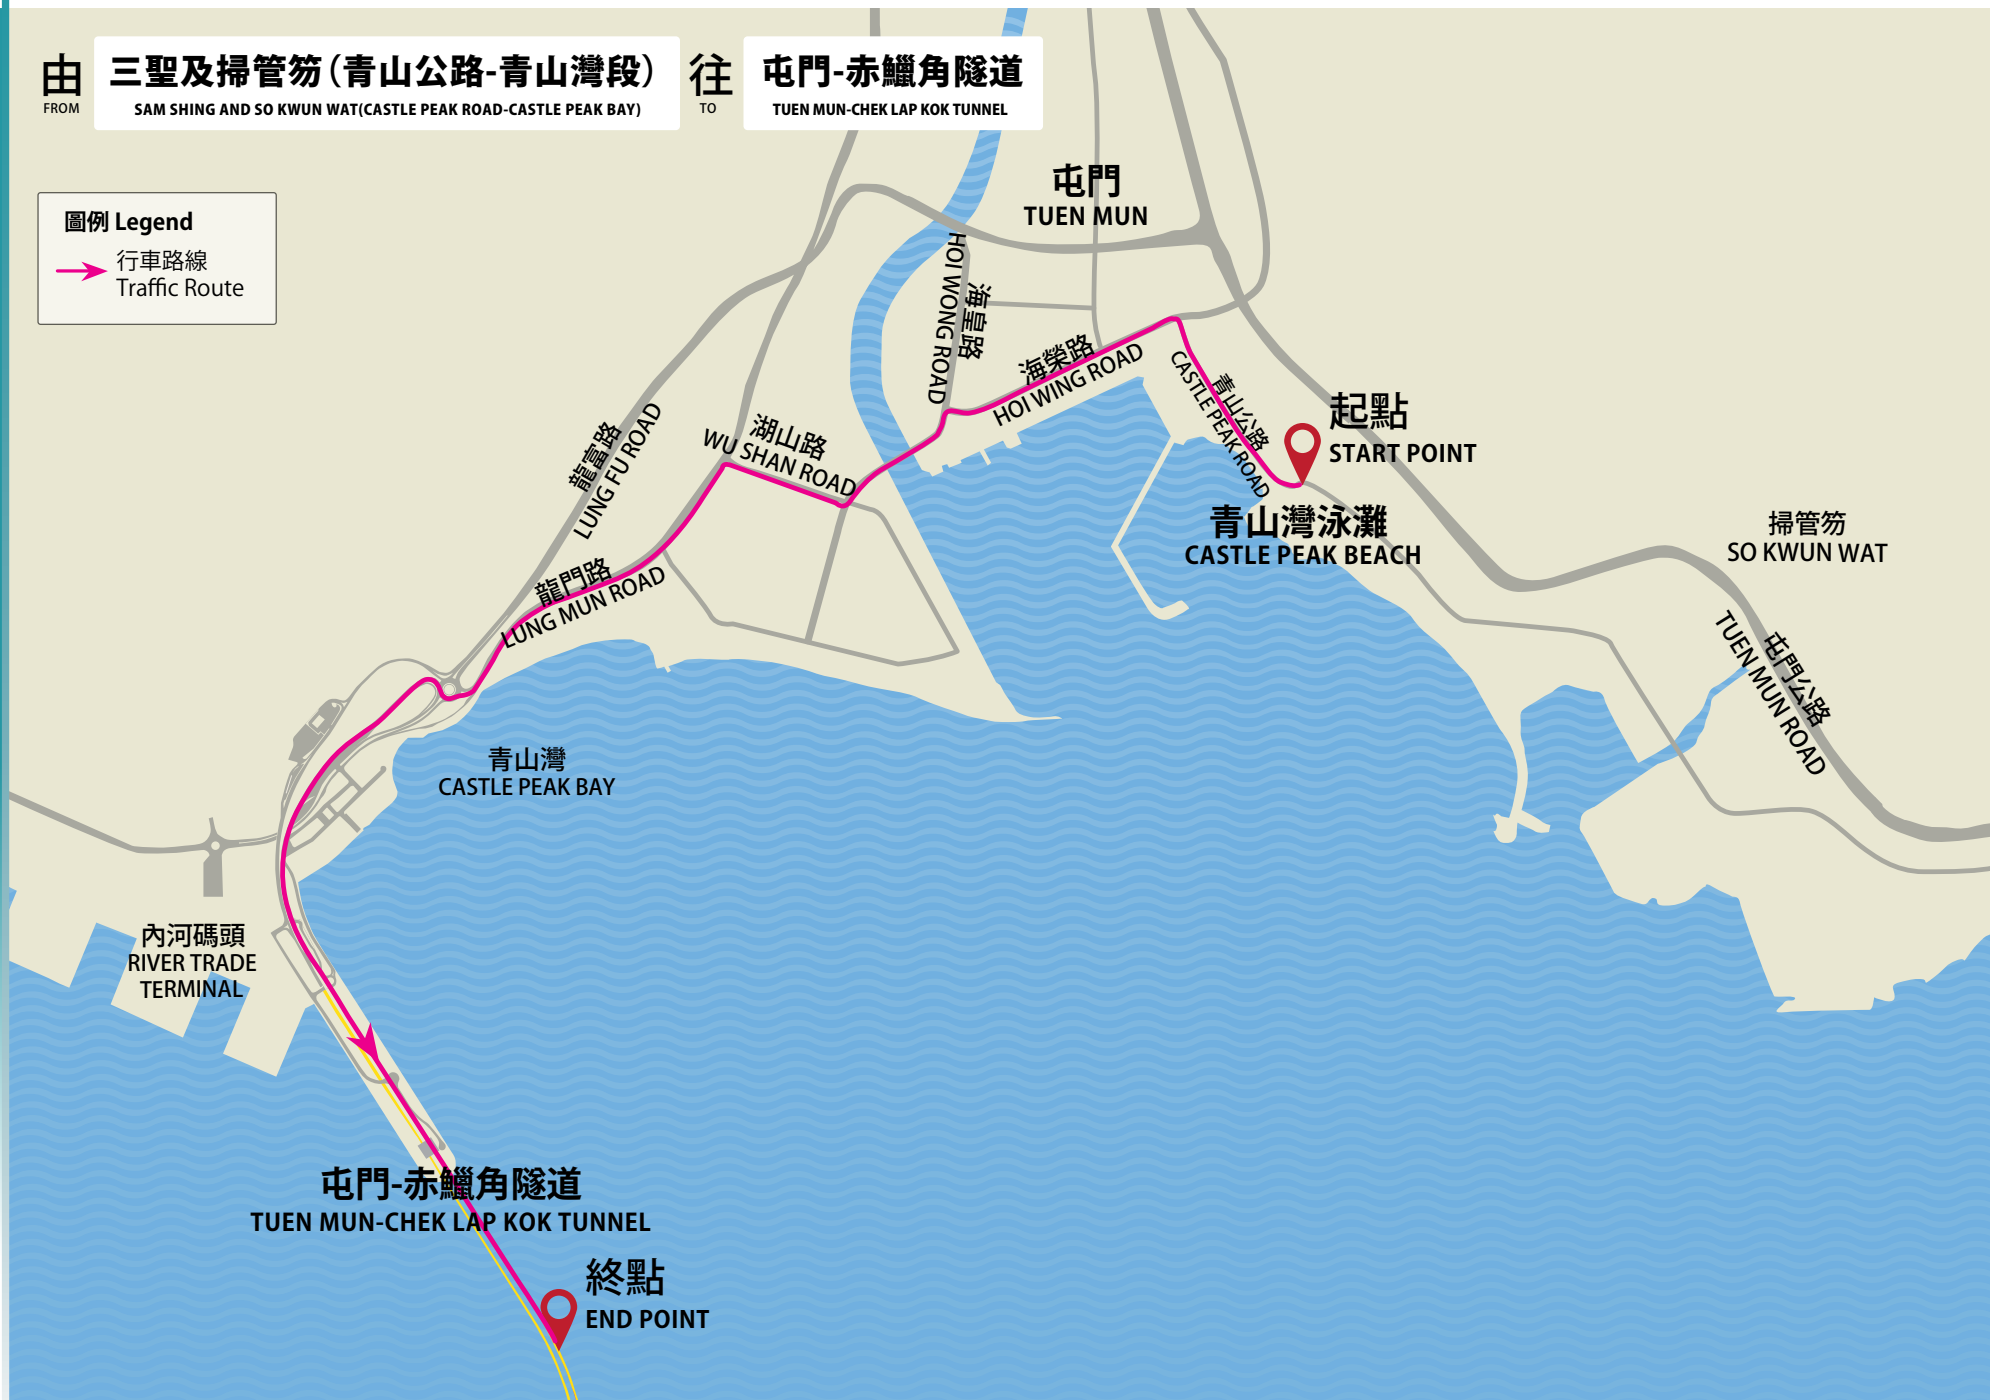 由
FROM
三聖及掃管笏(青山公路-青山灣段)
SAM SHING AND SO KWUN WAT(CASTLE PEAK ROAD-CASTLE PEAK BAY)
往
TO
屯門-赤鱲角隧道
TUEN MUN-CHEK LAP KOK TUNNEL
圖例 Legend
行車路線
Traffic Route
屯門
TUEN MUN
海皇路
HOI WONG ROAD
海榮路
HOI WING ROAD
青山公路
CASTLE PEAK ROAD
起點
START POINT
青山灣泳灘
CASTLE PEAK BEACH
掃管笏
SO KWUN WAT
屯門公路
TUEN MUN ROAD
湖山路
WU SHAN ROAD
龍富路
LUNG FU ROAD
龍門路
LUNG MUN ROAD
青山灣
CASTLE PEAK BAY
內河碼頭
RIVER TRADE
TERMINAL
屯門-赤鱲角隧道
TUEN MUN-CHEK LAP KOK TUNNEL
終點
END POINT